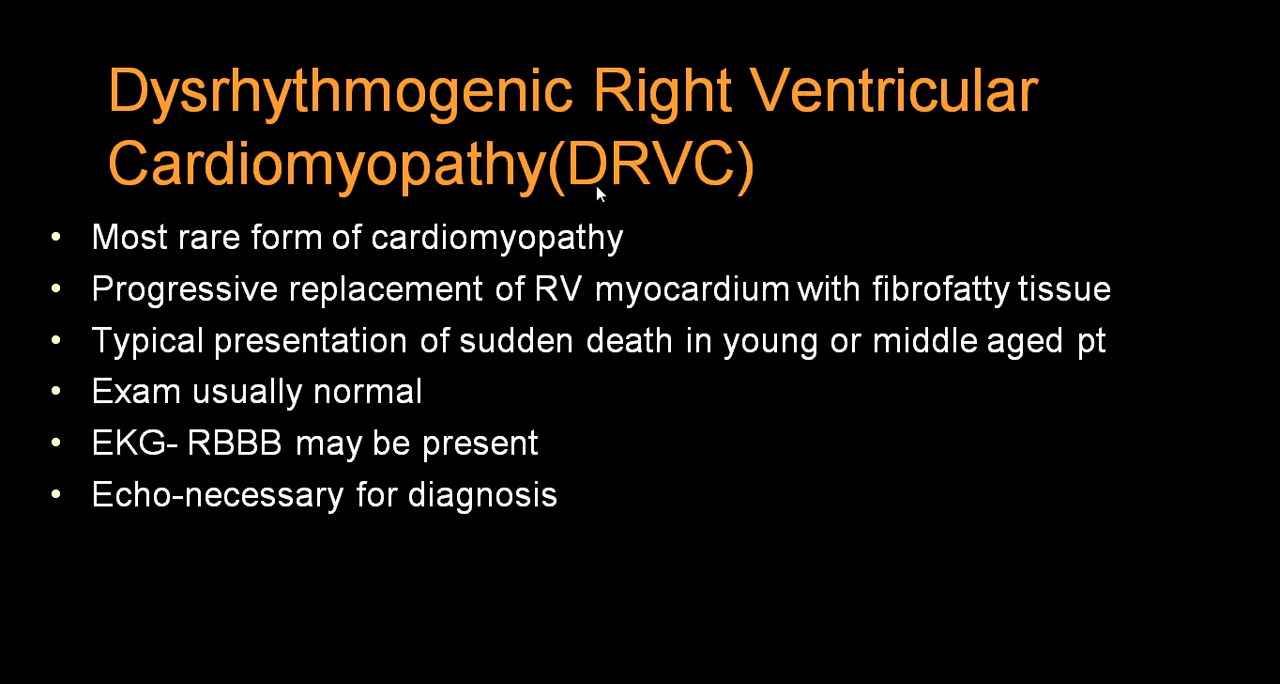 Dysrhythmogenic Right Ventricular
Cardiomyopathy(DRVC)
• Most rare form of cardiomyopathy
• Progressive replacement of RV myocardium with fibrofatty tissue
• Typical presentation of sudden death in young or middle aged pt
• Exam usually normal
• EKG- RBBB may be present
• Echo-necessary for diagnosis